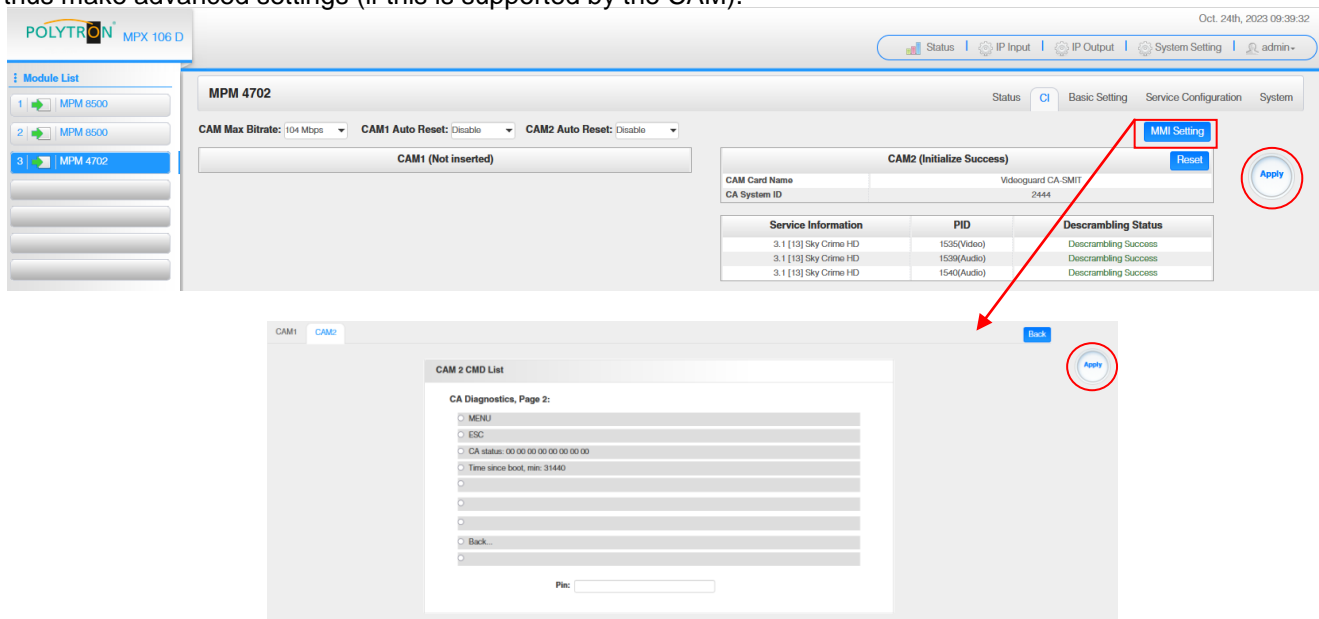 thus make advanced settings (if this is supported by the CAM).
Oct. 24th, 2023 09:39:32
POLYTRON MPX 106 D
Status IP Input IP Output System Setting admin
Module List
1 MPM 8500
2 MPM 8500
3 MPM 4702
MPM 4702
Status CI Basic Setting Service Configuration System
CAM Max Bitrate: 104 Mbps CAM1 Auto Reset: Disable CAM2 Auto Reset: Disable
MMI Setting
CAM1 (Not inserted)
CAM2 (Initialize Success) Reset
Apply
CAM Card Name Videoguard CA-SMIT
CA System ID 2444
Service Information PID Descrambling Status
3.1 [13] Sky Crime HD 1535(Video) Descrambling Success
3.1 [13] Sky Crime HD 1539(Audio) Descrambling Success
3.1 [13] Sky Crime HD 1540(Audio) Descrambling Success
CAM1 CAM2
Back
Apply
CAM 2 CMD List
CA Diagnostics, Page 2:
MENU
ESC
CA status: 00 00 00 00 00 00 00 00
Time since boot, min: 31440
Back...
Pin: